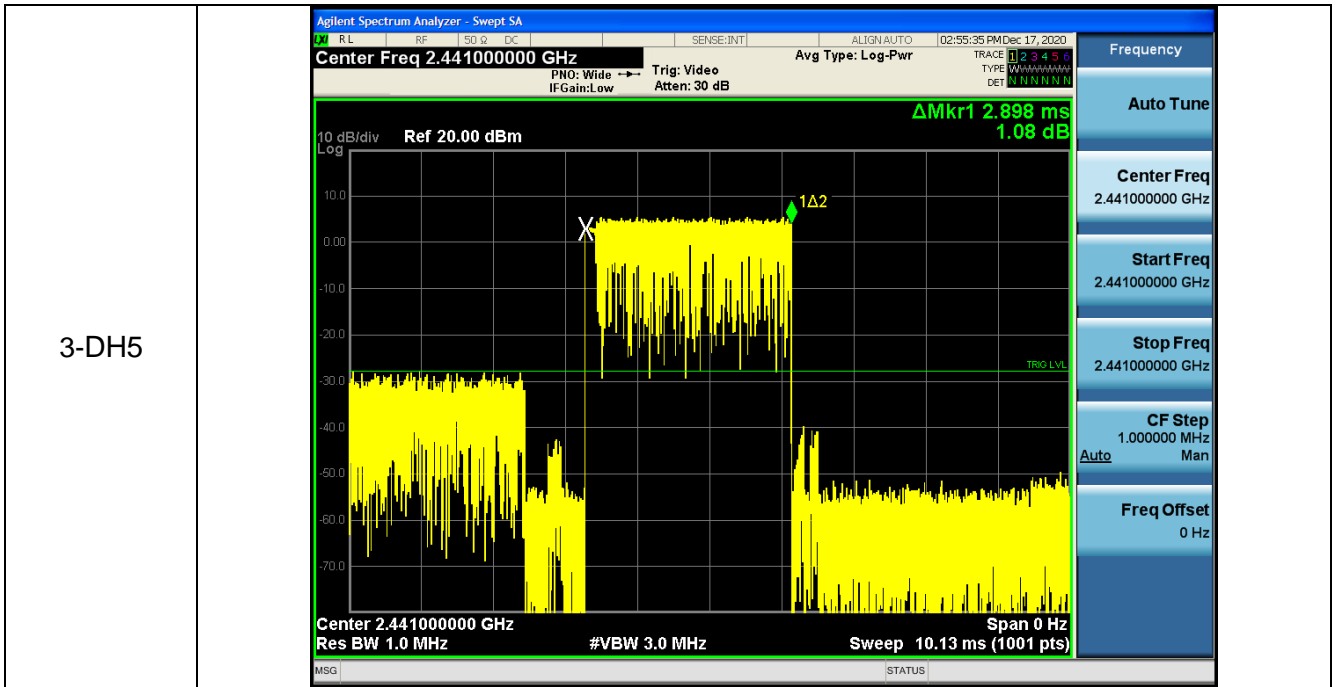 3-DH5
Agilent Spectrum Analyzer - Swept SA
LXI RL RF 50 Ω DC SENSE:INT ALIGN AUTO 02:55:35 PM Dec 17, 2020
Center Freq 2.441000000 GHz
PNO: Wide
IFGain:Low
Trig: Video
Atten: 30 dB
Avg Type: Log-Pwr
TRACE 1 2 3 4 5 6
TYPE WWWWWW
DET N N N N N N
ΔMkr1 2.898 ms
1.08 dB
10 dB/div Ref 20.00 dBm
Log
10.0
0.00
-10.0
-20.0
-30.0
-40.0
-50.0
-60.0
-70.0
X
1Δ2
TRIG LVL
Center 2.441000000 GHz Span 0 Hz
Res BW 1.0 MHz #VBW 3.0 MHz Sweep 10.13 ms (1001 pts)
MSG STATUS
Frequency
Auto Tune
Center Freq
2.441000000 GHz
Start Freq
2.441000000 GHz
Stop Freq
2.441000000 GHz
CF Step
1.000000 MHz
Auto Man
Freq Offset
0 Hz